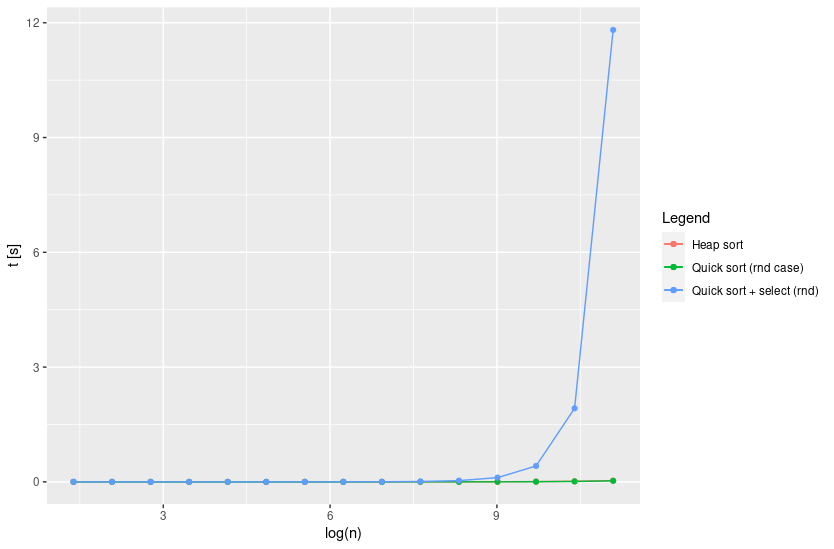 12
9
6
3
0
t [s]
3
6
9
log(n)
Legend
Heap sort
Quick sort (rnd case)
Quick sort + select (rnd)